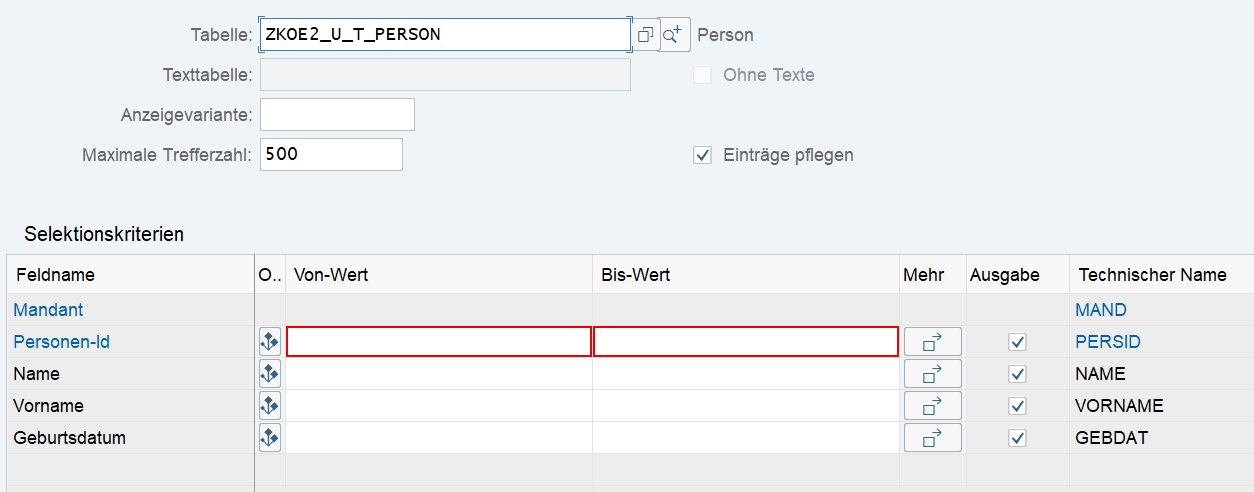 Tabelle: ZKOE2_U_T_PERSON Person
Texttabelle: Ohne Texte
Anzeigevariante:
Maximale Trefferzahl: 500 Einträge pflegen
Selektionskriterien
Feldname O.. Von-Wert Bis-Wert Mehr Ausgabe Technischer Name
Mandant MAND
Personen-Id PERSID
Name NAME
Vorname VORNAME
Geburtsdatum GEBDAT